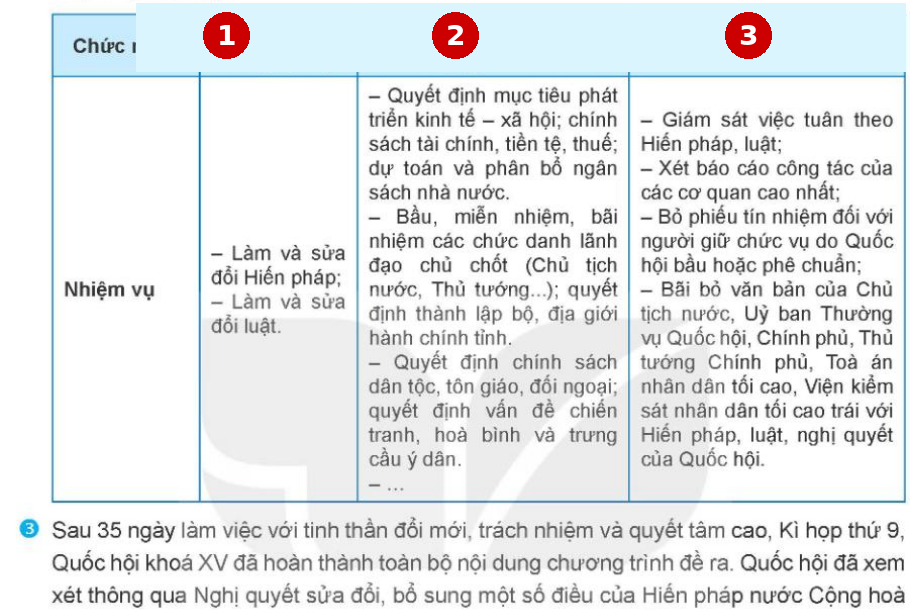 Chức
1
2
3
Nhiệm vụ
– Làm và sửa
đổi Hiến pháp;
– Làm và sửa
đổi luật.
– Quyết định mục tiêu phát
triển kinh tế – xã hội; chính
sách tài chính, tiền tệ, thuế;
dự toán và phân bổ ngân
sách nhà nước.
– Bầu, miễn nhiệm, bãi
nhiệm các chức danh lãnh
đạo chủ chốt (Chủ tịch
nước, Thủ tướng...); quyết
định thành lập bộ, địa giới
hành chính tỉnh.
– Quyết định chính sách
dân tộc, tôn giáo, đối ngoại;
quyết định vấn đề chiến
tranh, hoà bình và trưng
cầu ý dân.
– ...
– Giám sát việc tuân theo
Hiến pháp, luật;
– Xét báo cáo công tác của
các cơ quan cao nhất;
– Bỏ phiếu tín nhiệm đối với
người giữ chức vụ do Quốc
hội bầu hoặc phê chuẩn;
– Bãi bỏ văn bản của Chủ
tịch nước, Uỷ ban Thường
vụ Quốc hội, Chính phủ, Thủ
tướng Chính phủ, Toà án
nhân dân tối cao, Viện kiểm
sát nhân dân tối cao trái với
Hiến pháp, luật, nghị quyết
của Quốc hội.
3 Sau 35 ngày làm việc với tinh thần đổi mới, trách nhiệm và quyết tâm cao, Kì họp thứ 9,
Quốc hội khoá XV đã hoàn thành toàn bộ nội dung chương trình đề ra. Quốc hội đã xem
xét thông qua Nghị quyết sửa đổi, bổ sung một số điều của Hiến pháp nước Cộng hoà